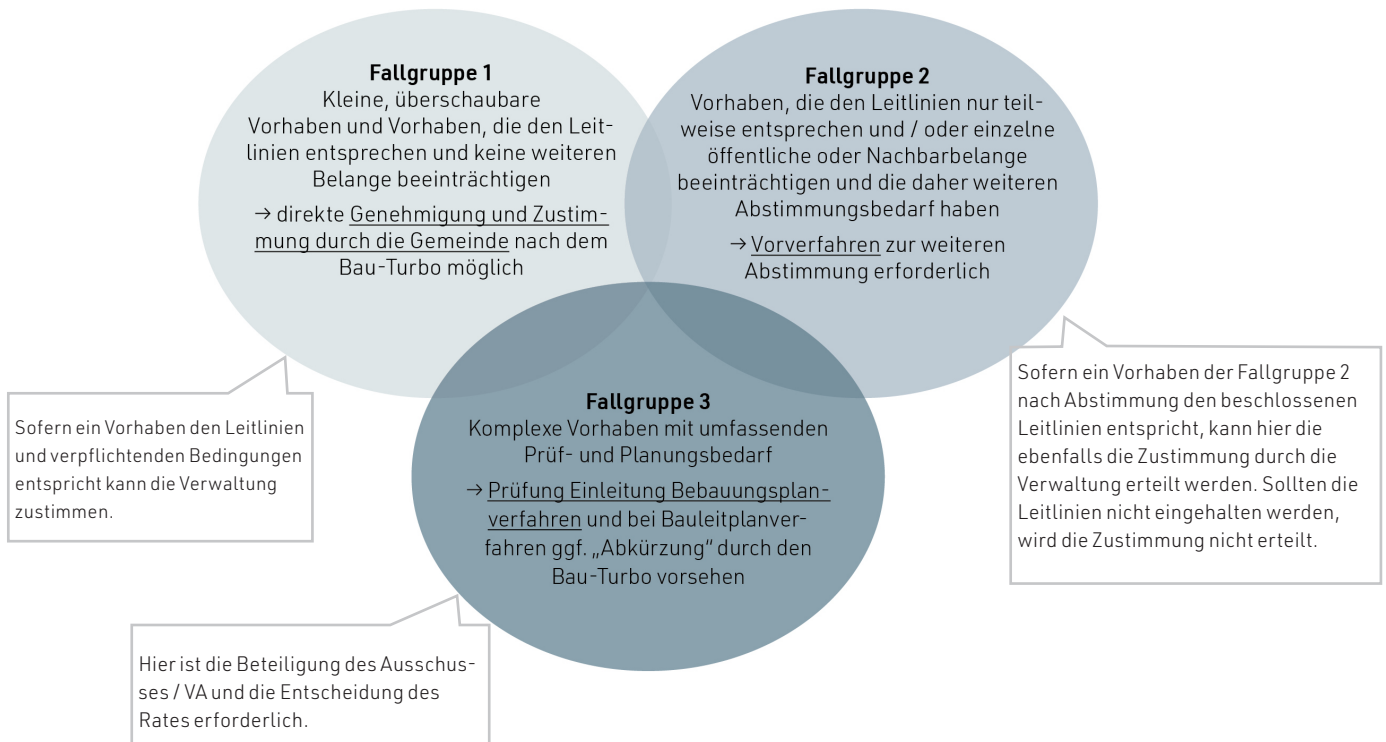 Fallgruppe 1
Kleine, überschaubare
Vorhaben und Vorhaben, die den Leit-
linien entsprechen und keine weiteren
Belange beeinträchtigen
→ direkte Genehmigung und Zustim-
mung durch die Gemeinde nach dem
Bau-Turbo möglich
Fallgruppe 2
Vorhaben, die den Leitlinien nur teil-
weise entsprechen und / oder einzelne
öffentliche oder Nachbarbelange
beeinträchtigen und die daher weiteren
Abstimmungsbedarf haben
→ Vorverfahren zur weiteren
Abstimmung erforderlich
Sofern ein Vorhaben den Leitlinien
und verpflichtenden Bedingungen
entspricht kann die Verwaltung
zustimmen.
Fallgruppe 3
Komplexe Vorhaben mit umfassenden
Prüf- und Planungsbedarf
→ Prüfung Einleitung Bebauungsplan-
verfahren und bei Bauleitplanver-
fahren ggf. „Abkürzung" durch den
Bau-Turbo vorsehen
Sofern ein Vorhaben der Fallgruppe 2
nach Abstimmung den beschlossenen
Leitlinien entspricht, kann hier die
ebenfalls die Zustimmung durch die
Verwaltung erteilt werden. Sollten die
Leitlinien nicht eingehalten werden,
wird die Zustimmung nicht erteilt.
Hier ist die Beteiligung des Ausschus-
ses / VA und die Entscheidung des
Rates erforderlich.